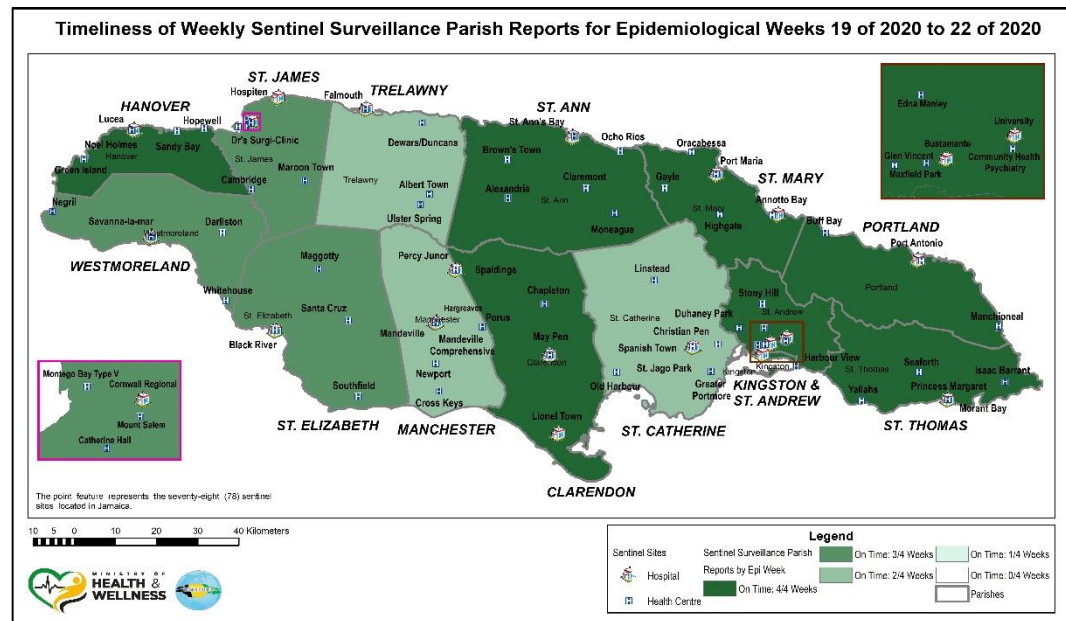 Timeliness of Weekly Sentinel Surveillance Parish Reports for Epidemiological Weeks 19 of 2020 to 22 of 2020
ST. JAMES
Hospiten
TRELAWNY
Falmouth
HANOVER
Lucea
Hopewell
ST. ANN
St. Ann's Bay
Ocho Rios
Edna Manley
University
Bustamante
Glen Vincent
Community Health
Psychiatry
Maxfield Park
Noel Holmes
Hanover
Sandy Bay
Green Island
Dr's Surgi-Clinic
St. James
Maroon Town
Cambridge
Dewars/Duncans
Trelawny
Albert Town
Ulster Spring
Brown's Town
Alexandria
Claremont
St. Ann
Moneague
Oracabessa
Port Maria
Gayle
ST. MARY
St. Mary
Annotto Bay
Highgate
Buff Bay
PORTLAND
Port Antonio
Portland
Manchioneal
Negril
Savanna-la-mar
Darliston
Westmoreland
WESTMORELAND
Whitehouse
Maggotty
Santa Cruz
St. Elizabeth
Black River
Southfield
ST. ELIZABETH
Percy Junor
Spaldings
Hargreaves
Manchester
Mandeville
Mandeville
Comprehensive
Porus
Newport
Cross Keys
MANCHESTER
Chapleton
May Pen
Clarendon
Lionel Town
CLARENDON
Linstead
St. Catherine
Duhaney Park
Christian Pen
Spanish Town
St. Jago Park
Old Harbour
Greater
Portmore
ST. CATHERINE
Stony Hill
St. Andrew
Kingston
Kingston
Harbour View
KINGSTON &
ST. ANDREW
St. Thomas
Seaforth
Yallahs
Princess Margaret
Isaac Barrant
Morant Bay
ST. THOMAS
Montego Bay Type V
Cornwall Regional
Mount Salem
Catherine Hall
The point feature represents the seventy-eight (78) sentinel
sites located in Jamaica.
10 5 0 10 20 30 40 Kilometers
MINISTRY OF
HEALTH &
WELLNESS
Legend
Sentinel Sites
Hospital
Health Centre
Sentinel Surveillance Parish
Reports by Epi Week
On Time: 4/4 Weeks
On Time: 3/4 Weeks
On Time: 2/4 Weeks
On Time: 1/4 Weeks
On Time: 0/4 Weeks
Parishes